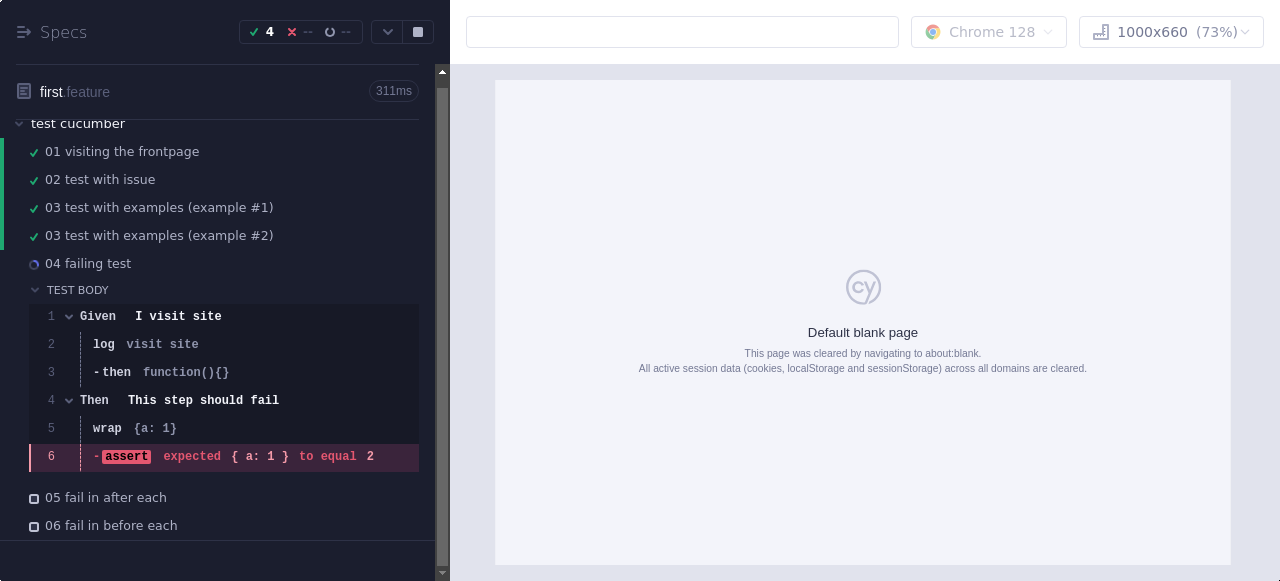 Specs
4 -- --
Chrome 128
1000x660 (73%)
first.feature
311ms
test cucumber
01 visiting the frontpage
02 test with issue
03 test with examples (example #1)
03 test with examples (example #2)
04 failing test
TEST BODY
1 Given I visit site
2 log visit site
3 -then function(){}
4 Then This step should fail
5 wrap {a: 1}
6 -assert expected { a: 1 } to equal 2
05 fail in after each
06 fail in before each
cy
Default blank page
This page was cleared by navigating to about:blank.
All active session data (cookies, localStorage and sessionStorage) across all domains are cleared.